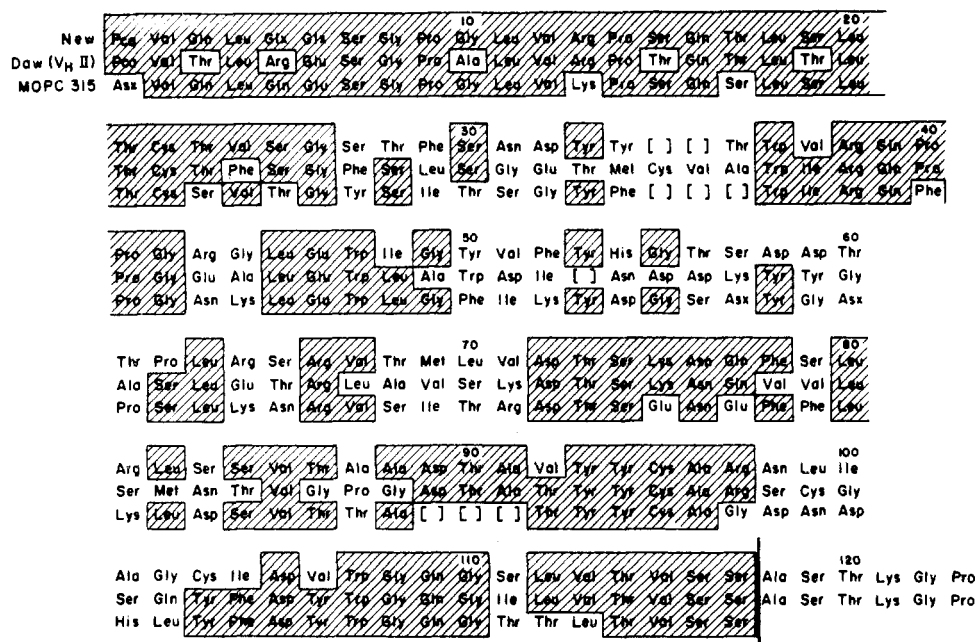 10 20
New Pca Val Gln Leu Glx Glx Ser Gly Pro Gly Leu Val Arg Pro Ser Gln Thr Leu Ser Leu
Daw (VH II) Pca Val Thr Leu Arg Glu Ser Gly Pro Ala Leu Val Arg Pro Thr Gln Thr Leu Thr Leu
MOPC 315 Asx Val Gln Leu Gln Glu Ser Gly Pro Gly Leu Val Lys Pro Ser Gln Ser Leu Ser Leu
30 40
Thr Cys Thr Val Ser Gly Ser Thr Phe Ser Asn Asp Tyr Tyr [ ] [ ] Thr Trp Val Arg Gln Pro
Thr Cys Thr Phe Ser Gly Phe Ser Leu Ser Gly Glu Thr Met Cys Val Ala Trp Ile Arg Gln Pro
Thr Cys Ser Val Thr Gly Tyr Ser Ile Thr Ser Gly Tyr Phe [ ] [ ] [ ] Trp Ile Arg Gln Phe
50 60
Pro Gly Arg Gly Leu Glu Trp Ile Gly Tyr Val Phe Tyr His Gly Thr Ser Asp Asp Thr
Pro Gly Glu Ala Leu Glu Trp Leu Ala Trp Asp Ile [ ] Asn Asp Asp Lys Tyr Tyr Gly
Pro Gly Asn Lys Leu Glu Trp Leu Gly Phe Ile Lys Tyr Asp Gly Ser Asx Tyr Gly Asx
70 80
Thr Pro Leu Arg Ser Arg Val Thr Met Leu Val Asp Thr Ser Lys Asn Gln Phe Ser Leu
Ala Ser Leu Glu Thr Arg Leu Ala Val Ser Lys Asp Thr Ser Lys Asn Gln Val Val Leu
Pro Ser Leu Lys Asn Arg Val Ser Ile Thr Arg Asp Thr Ser Glu Asn Glu Phe Phe Leu
90 100
Arg Leu Ser Ser Val Thr Ala Ala Asp Thr Ala Val Tyr Tyr Cys Ala Arg Asn Leu Ile
Ser Met Asn Thr Val Gly Pro Gly Asp Thr Ala Thr Tyr Tyr Cys Ala Arg Ser Cys Gly
Lys Leu Asp Ser Val Thr Thr Ala [ ] [ ] [ ] Thr Tyr Tyr Cys Ala Gly Asp Asn Asp
110 120
Ala Gly Cys Ile Asp Val Trp Gly Gln Gly Ser Leu Val Thr Val Ser Ser Ala Ser Thr Lys Gly Pro
Ser Gln Tyr Phe Asp Tyr Trp Gly Gln Gly Ile Leu Val Thr Val Ser Ser Ala Ser Thr Lys Gly Pro
His Leu Tyr Phe Asp Tyr Trp Gly Gln Gly Thr Thr Leu Thr Val Ser Ser